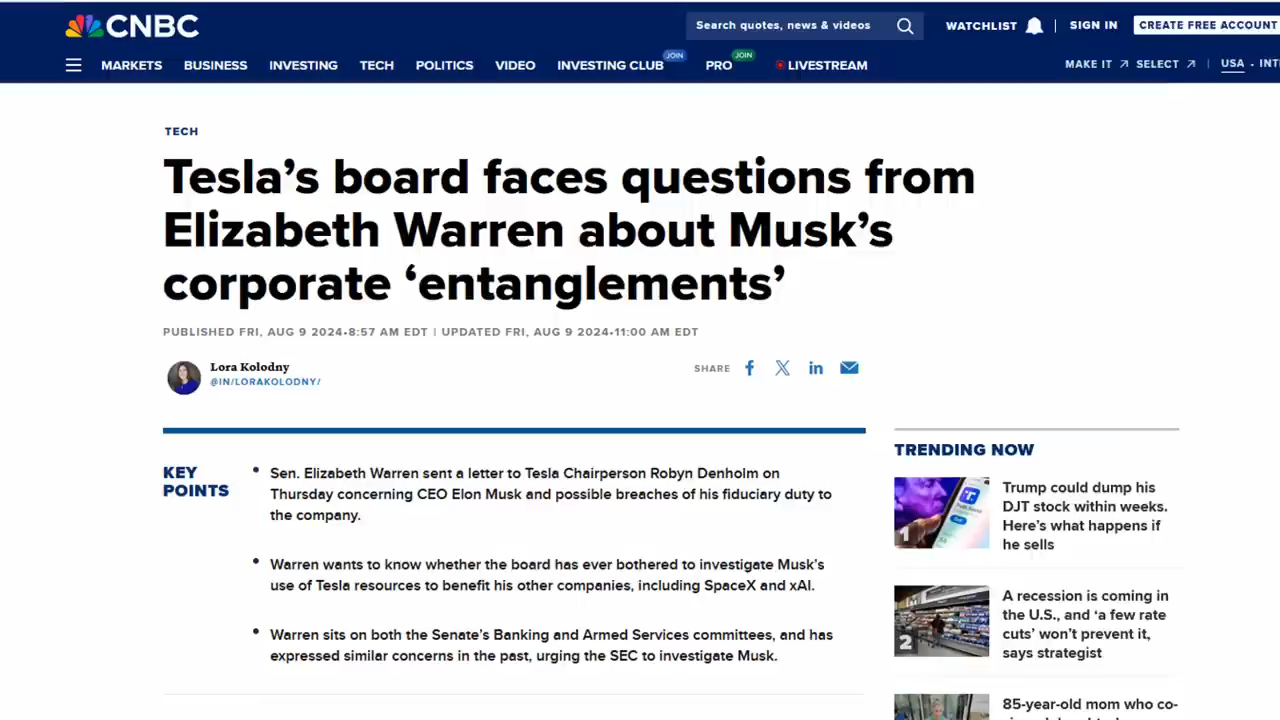 CNBC
Search quotes, news & videos
WATCHLIST
SIGN IN
CREATE FREE ACCOUNT
MARKETS BUSINESS INVESTING TECH POLITICS VIDEO INVESTING CLUB JOIN PRO JOIN LIVESTREAM
MAKE IT SELECT USA • INT
TECH
Tesla’s board faces questions from
Elizabeth Warren about Musk’s
corporate ‘entanglements’
PUBLISHED FRI, AUG 9 2024•8:57 AM EDT | UPDATED FRI, AUG 9 2024•11:00 AM EDT
Lora Kolodny
@IN/LORAKOLODNY/
SHARE
KEY
POINTS
• Sen. Elizabeth Warren sent a letter to Tesla Chairperson Robyn Denholm on
Thursday concerning CEO Elon Musk and possible breaches of his fiduciary duty to
the company.
• Warren wants to know whether the board has ever bothered to investigate Musk’s
use of Tesla resources to benefit his other companies, including SpaceX and xAI.
• Warren sits on both the Senate’s Banking and Armed Services committees, and has
expressed similar concerns in the past, urging the SEC to investigate Musk.
TRENDING NOW
1
Trump could dump his
DJT stock within weeks.
Here’s what happens if
he sells
2
A recession is coming in
the U.S., and ‘a few rate
cuts’ won’t prevent it,
says strategist
85-year-old mom who co-